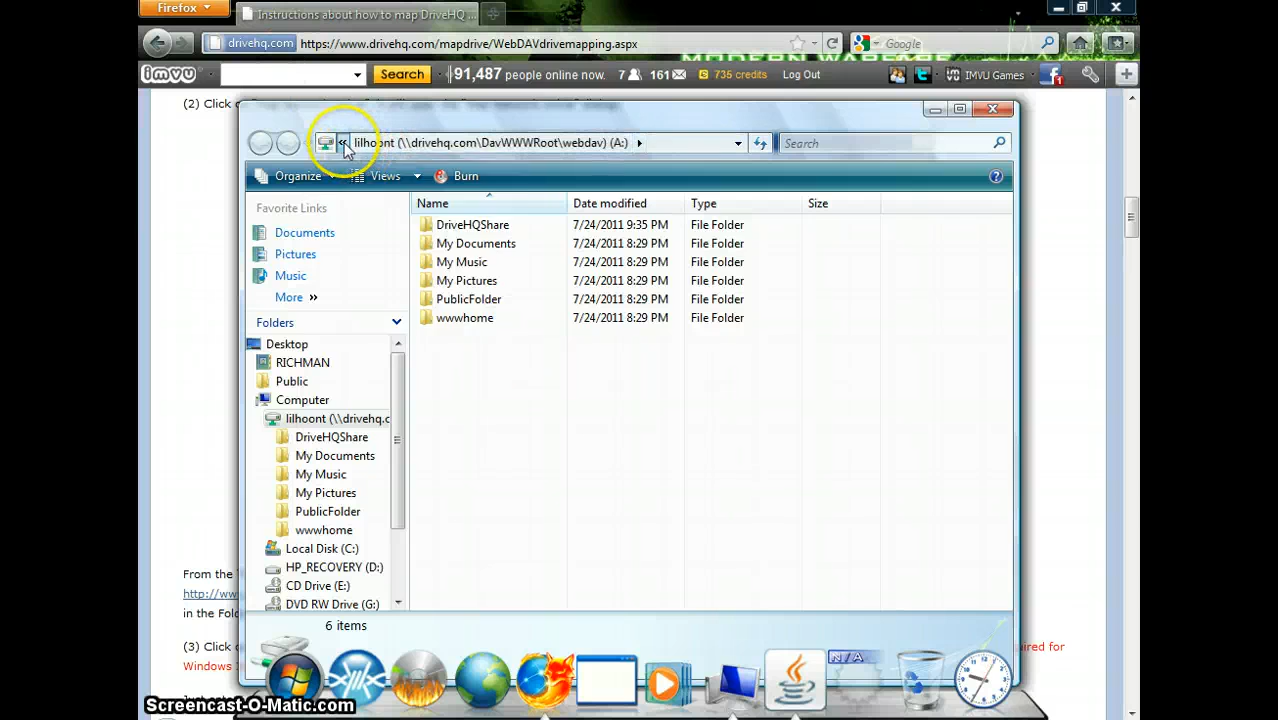 Firefox
Instructions about how to map DriveHQ ...
drivehq.com https://www.drivehq.com/mapdrive/WebDAVdrivemapping.aspx
Google
imvu
Search
91,487 people online now. 7 161 735 credits Log Out
IMVU Games
(2) Click
« lilhoont (\\drivehq.com\DavWWWRoot\webdav) (A:)
Search
Organize Views Burn
Favorite Links
Documents
Pictures
Music
More »
Folders
Desktop
RICHMAN
Public
Computer
lilhoont (\\drivehq.c
DriveHQShare
My Documents
My Music
My Pictures
PublicFolder
wwwhome
Local Disk (C:)
HP_RECOVERY (D:)
CD Drive (E:)
DVD RW Drive (G:)
Name Date modified Type Size
DriveHQShare 7/24/2011 9:35 PM File Folder
My Documents 7/24/2011 8:29 PM File Folder
My Music 7/24/2011 8:29 PM File Folder
My Pictures 7/24/2011 8:29 PM File Folder
PublicFolder 7/24/2011 8:29 PM File Folder
wwwhome 7/24/2011 8:29 PM File Folder
6 items
From the
http://ww
in the Fol
(3) Click
uired for
Windows
N/A
Screencast-O-Matic.com